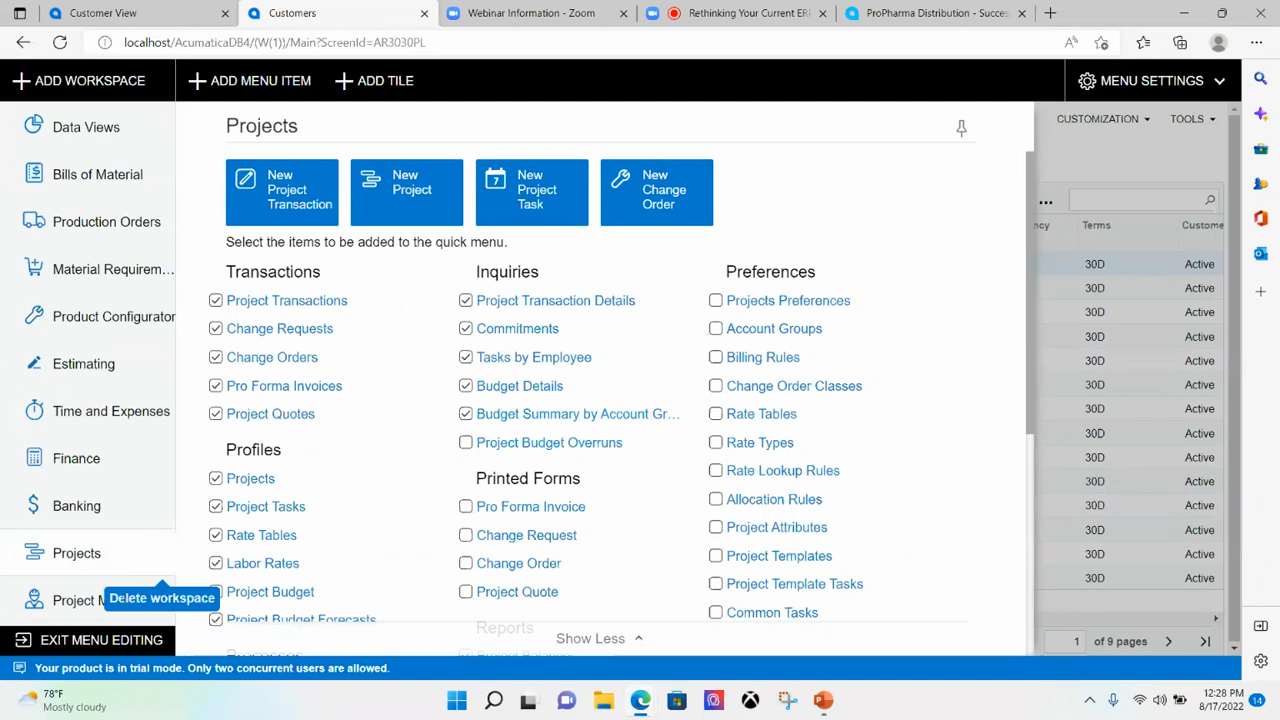 Customer View
Customers
Webinar Information - Zoom
Rethinking Your Current ER
ProPharma Distribution - Succes
localhost/AcumaticaDB4/(W(1))/Main?ScreenId=AR3030PL
ADD WORKSPACE
ADD MENU ITEM
ADD TILE
MENU SETTINGS
Data Views
Bills of Material
Production Orders
Material Requirem...
Product Configurator
Estimating
Time and Expenses
Finance
Banking
Projects
Project M
Delete workspace
EXIT MENU EDITING
Projects
New Project Transaction
New Project
7
New Project Task
New Change Order
Select the items to be added to the quick menu.
Transactions
Project Transactions
Change Requests
Change Orders
Pro Forma Invoices
Project Quotes
Profiles
Projects
Project Tasks
Rate Tables
Labor Rates
Project Budget
Project Budget Forecasts
Processes
Inquiries
Project Transaction Details
Commitments
Tasks by Employee
Budget Details
Budget Summary by Account Gr...
Project Budget Overruns
Printed Forms
Pro Forma Invoice
Change Request
Change Order
Project Quote
Reports
Project Balance
Preferences
Projects Preferences
Account Groups
Billing Rules
Change Order Classes
Rate Tables
Rate Types
Rate Lookup Rules
Allocation Rules
Project Attributes
Project Templates
Project Template Tasks
Common Tasks
Show Less
CUSTOMIZATION
TOOLS
ncy Terms Custome
30D Active
30D Active
30D Active
30D Active
30D Active
30D Active
30D Active
30D Active
30D Active
30D Active
30D Active
30D Active
30D Active
30D Active
1 of 9 pages
Your product is in trial mode. Only two concurrent users are allowed.
78°F
Mostly cloudy
12:28 PM
8/17/2022
14